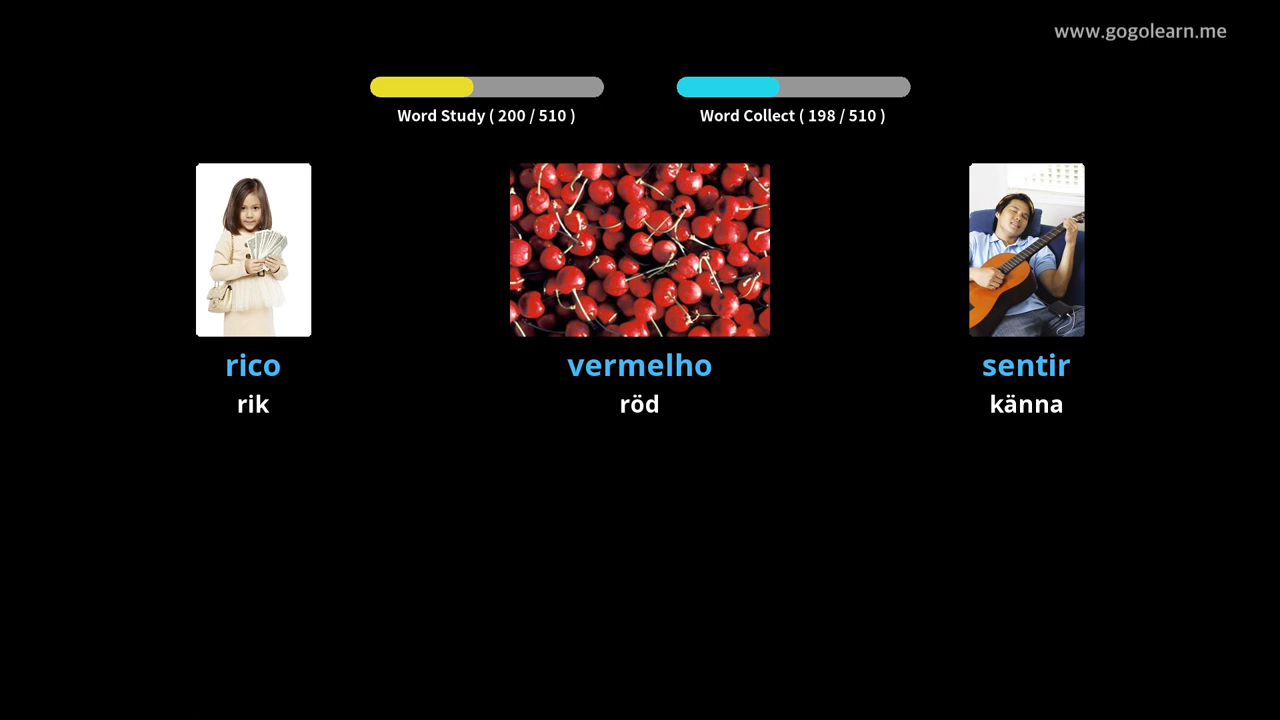 www.gogolearn.me
Word Study ( 200 / 510 )
Word Collect ( 198 / 510 )
rico
vermelho
sentir
rik
röd
känna